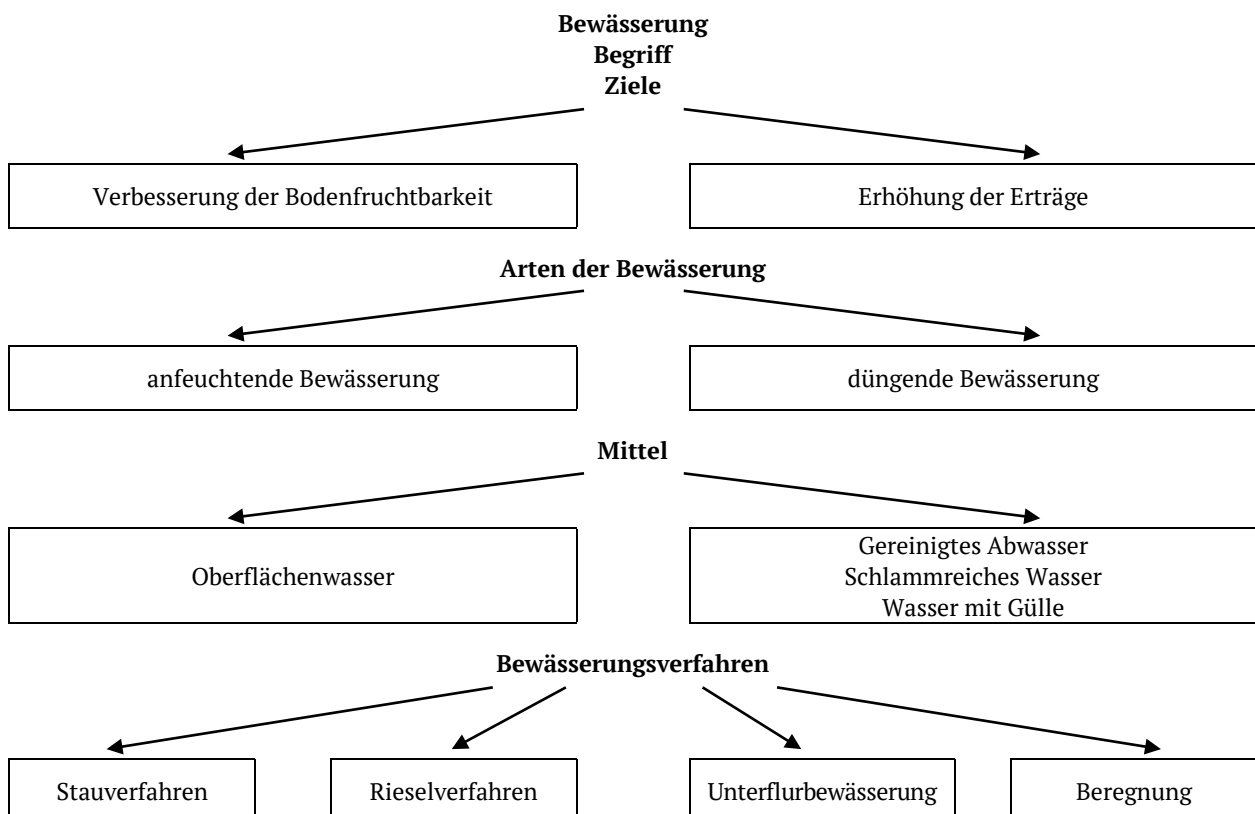 Bewässerung
Begriff
Ziele
Verbesserung der Bodenfruchtbarkeit
Erhöhung der Erträge
Arten der Bewässerung
anfeuchtende Bewässerung
düngende Bewässerung
Mittel
Oberflächenwasser
Gereinigtes Abwasser
Schlammreiches Wasser
Wasser mit Gülle
Bewässerungsverfahren
Stauverfahren
Rieselverfahren
Unterflurbewässerung
Beregnung